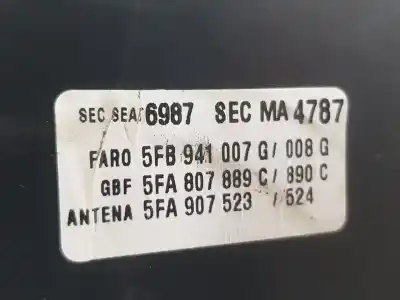 SEC SEAT 6987 SEC MA 4787
FARO 5FB 941 007 G/ 008 G
GBF 5FA 807 889 C/ 890 C
ANTENA 5FA 907 523 / 524